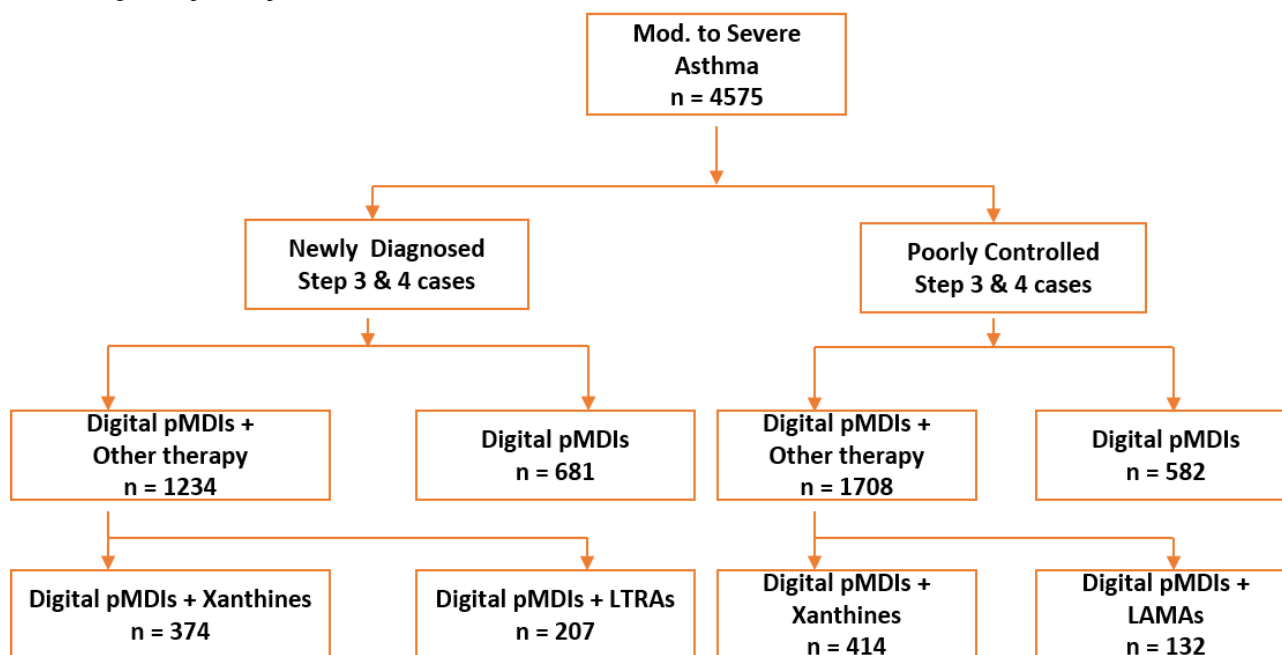 Mod. to Severe
Asthma
n = 4575
Newly Diagnosed
Step 3 & 4 cases
Poorly Controlled
Step 3 & 4 cases
Digital pMDIs +
Other therapy
n = 1234
Digital pMDIs
n = 681
Digital pMDIs +
Other therapy
n = 1708
Digital pMDIs
n = 582
Digital pMDIs + Xanthines
n = 374
Digital pMDIs + LTRAs
n = 207
Digital pMDIs +
Xanthines
n = 414
Digital pMDIs +
LAMAs
n = 132